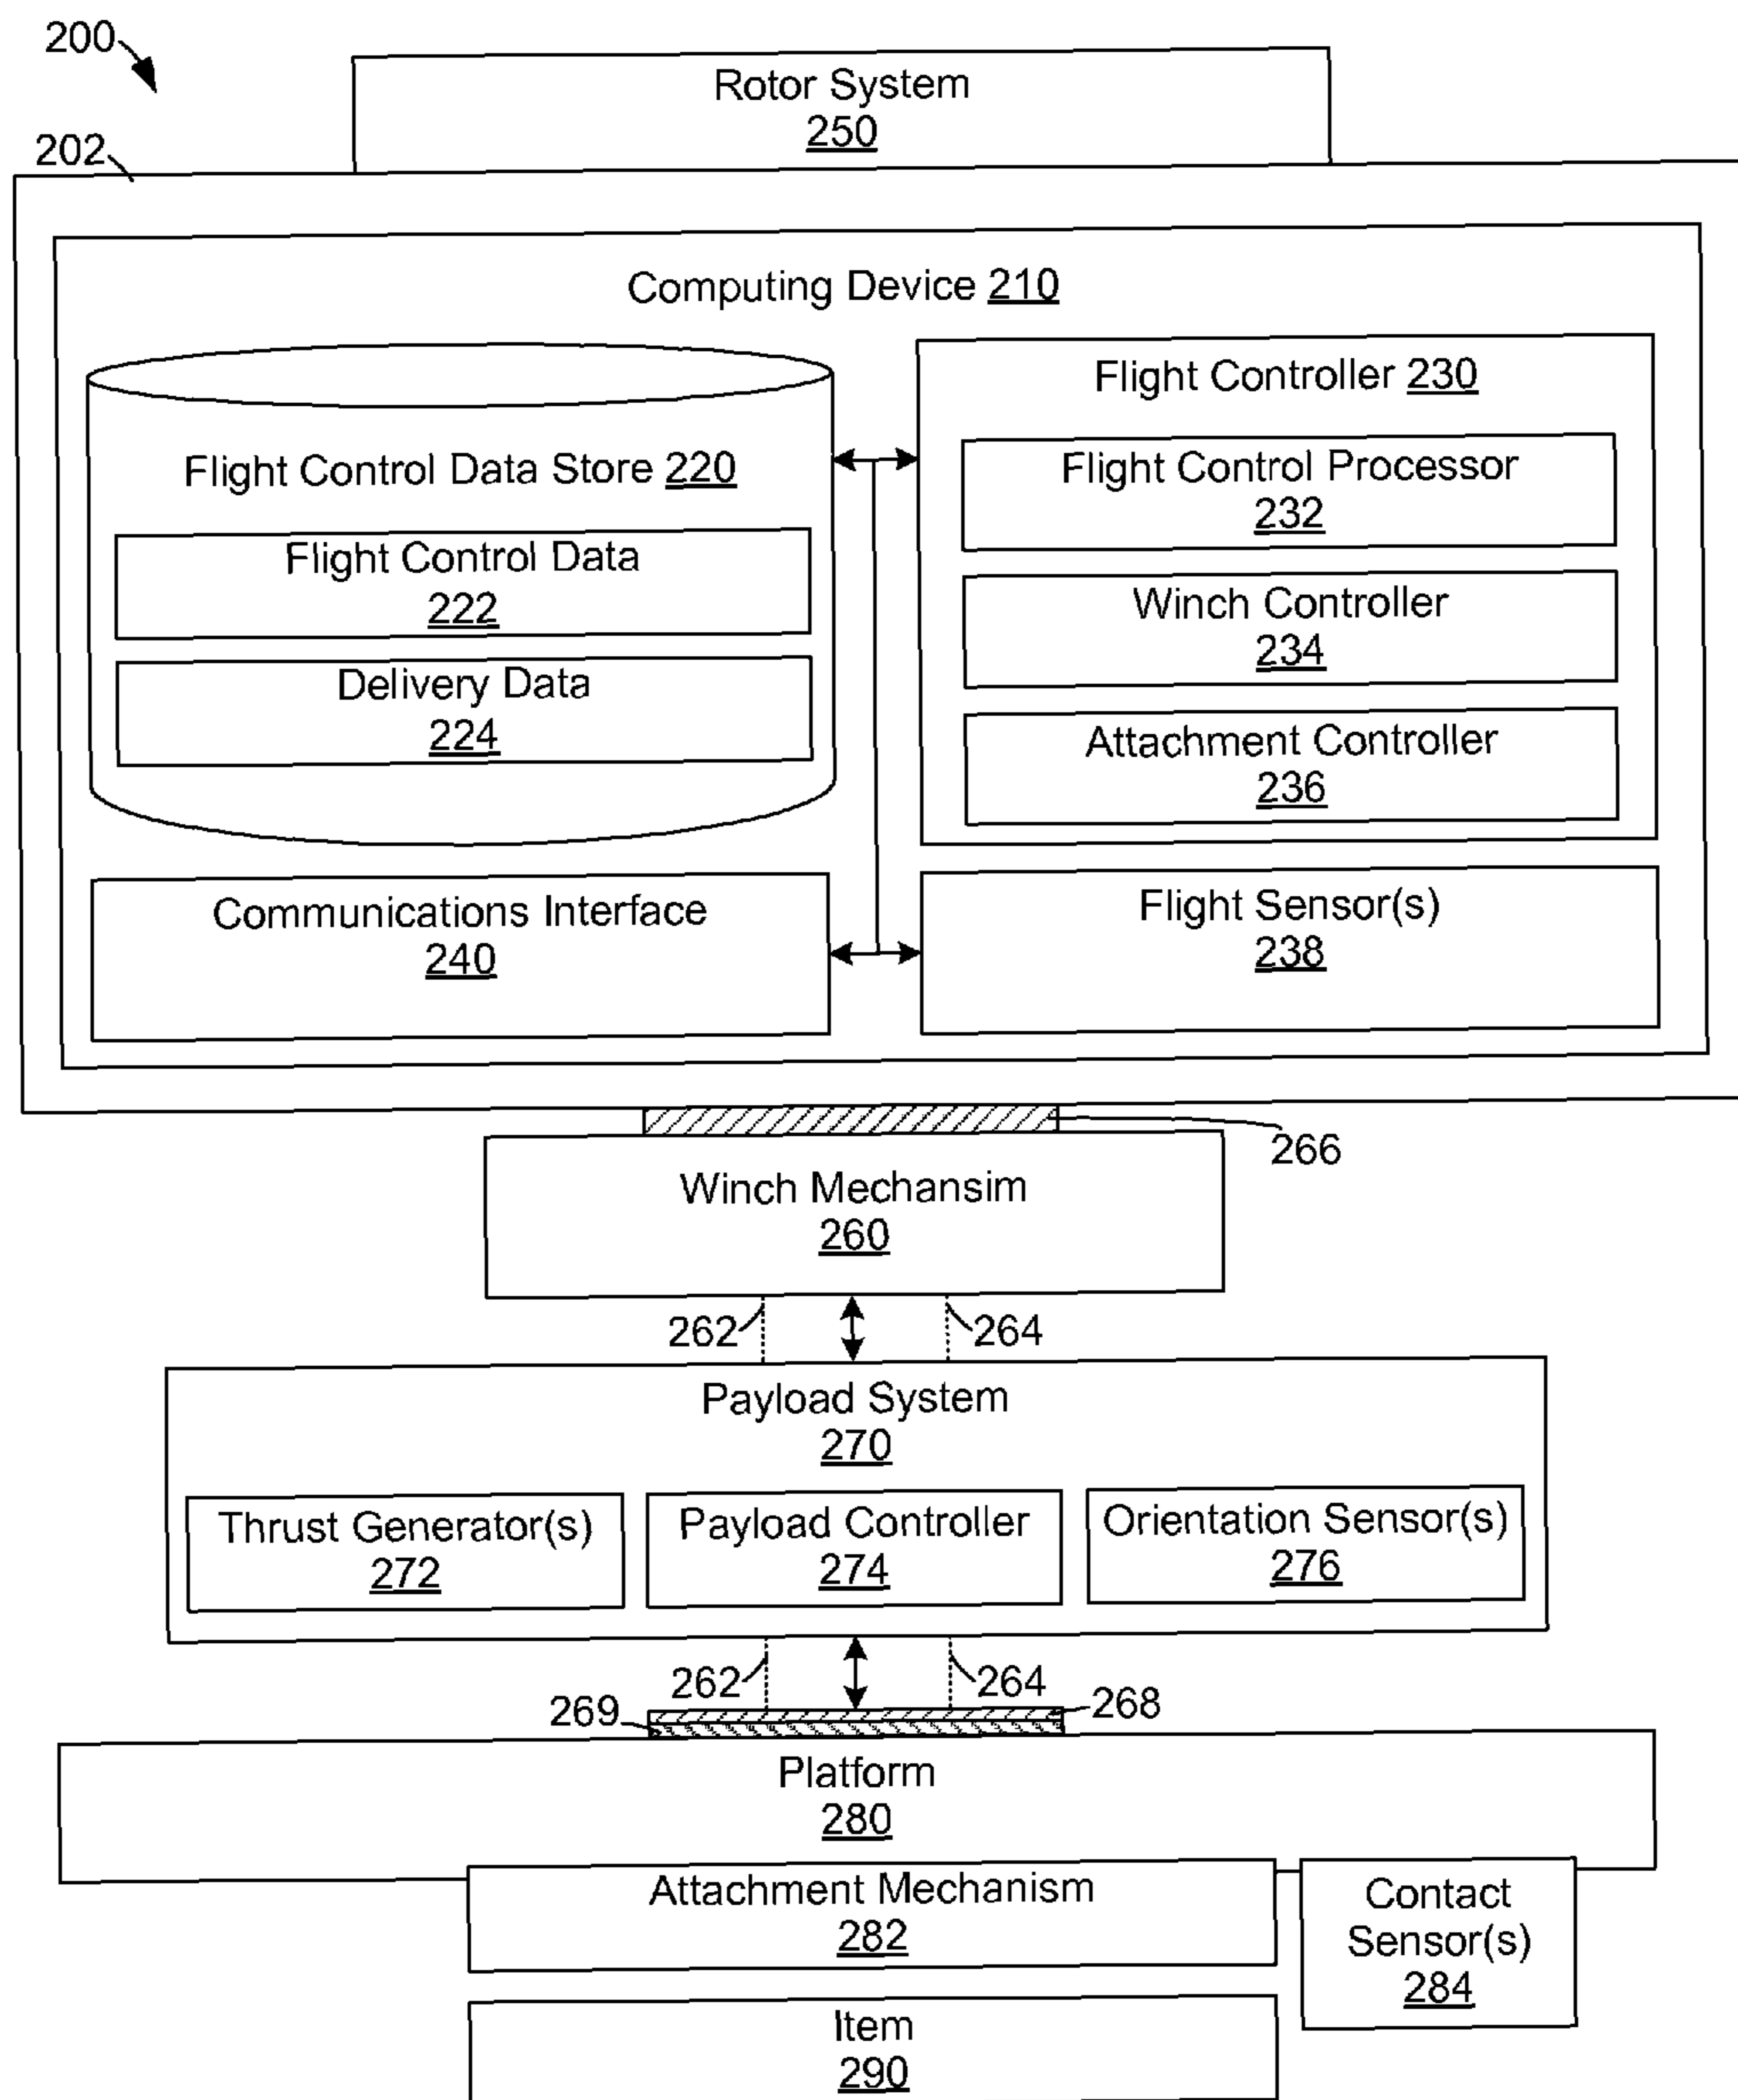 200
Rotor System
250
202
Computing Device 210
Flight Control Data Store 220
Flight Control Data
222
Delivery Data
224
Communications Interface
240
Flight Controller 230
Flight Control Processor
232
Winch Controller
234
Attachment Controller
236
Flight Sensor(s)
238
266
Winch Mechansim
260
262
264
Payload System
270
Thrust Generator(s)
272
Payload Controller
274
Orientation Sensor(s)
276
262
264
269
268
Platform
280
Attachment Mechanism
282
Contact
Sensor(s)
284
Item
290